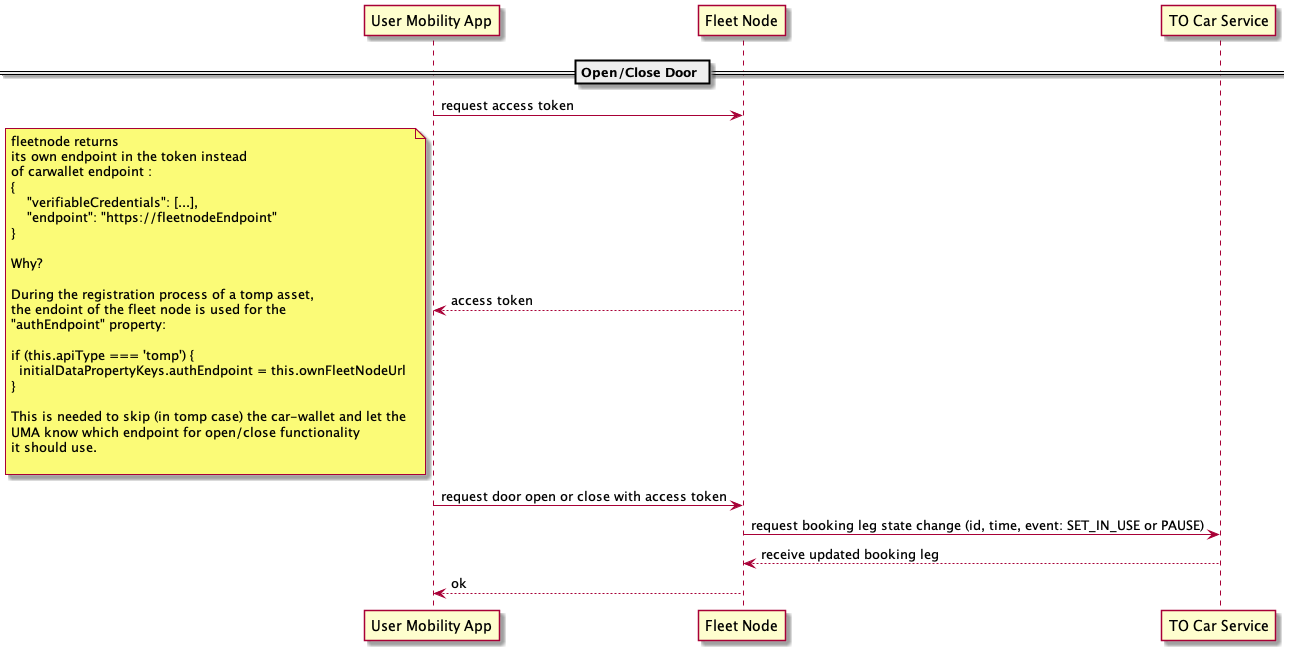 User Mobility App
Fleet Node
TO Car Service
Open/Close Door
request access token
fleetnode returns
its own endpoint in the token instead
of carwallet endpoint :
{
    "verifiableCredentials": [...],
    "endpoint": "https://fleetnodeEndpoint"
}
Why?
During the registration process of a tomp asset,
the endoint of the fleet node is used for the
"authEndpoint" property:
if (this.apiType === 'tomp') {
  initialDataPropertyKeys.authEndpoint = this.ownFleetNodeUrl
}
This is needed to skip (in tomp case) the car-wallet and let the
UMA know which endpoint for open/close functionality
it should use.
access token
request door open or close with access token
request booking leg state change (id, time, event: SET_IN_USE or PAUSE)
receive updated booking leg
ok
User Mobility App
Fleet Node
TO Car Service